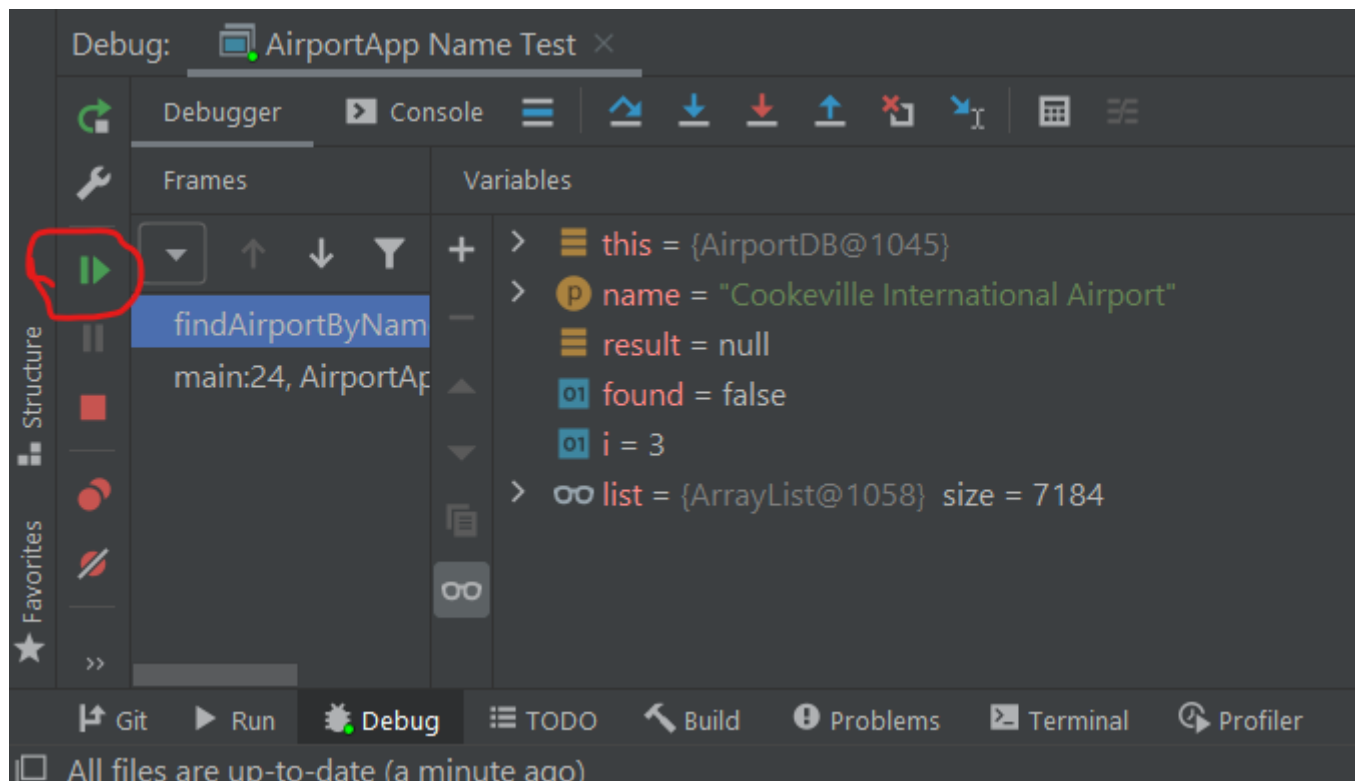 Debug: AirportApp Name Test
Debugger Console
Frames Variables
this = {AirportDB@1045}
p name = "Cookeville International Airport"
findAirportByNam
result = null
main:24, AirportAp
01 found = false
01 i = 3
list = {ArrayList@1058} size = 7184
Structure
Favorites
Git Run Debug TODO Build Problems Terminal Profiler
All files are up-to-date (a minute ago)